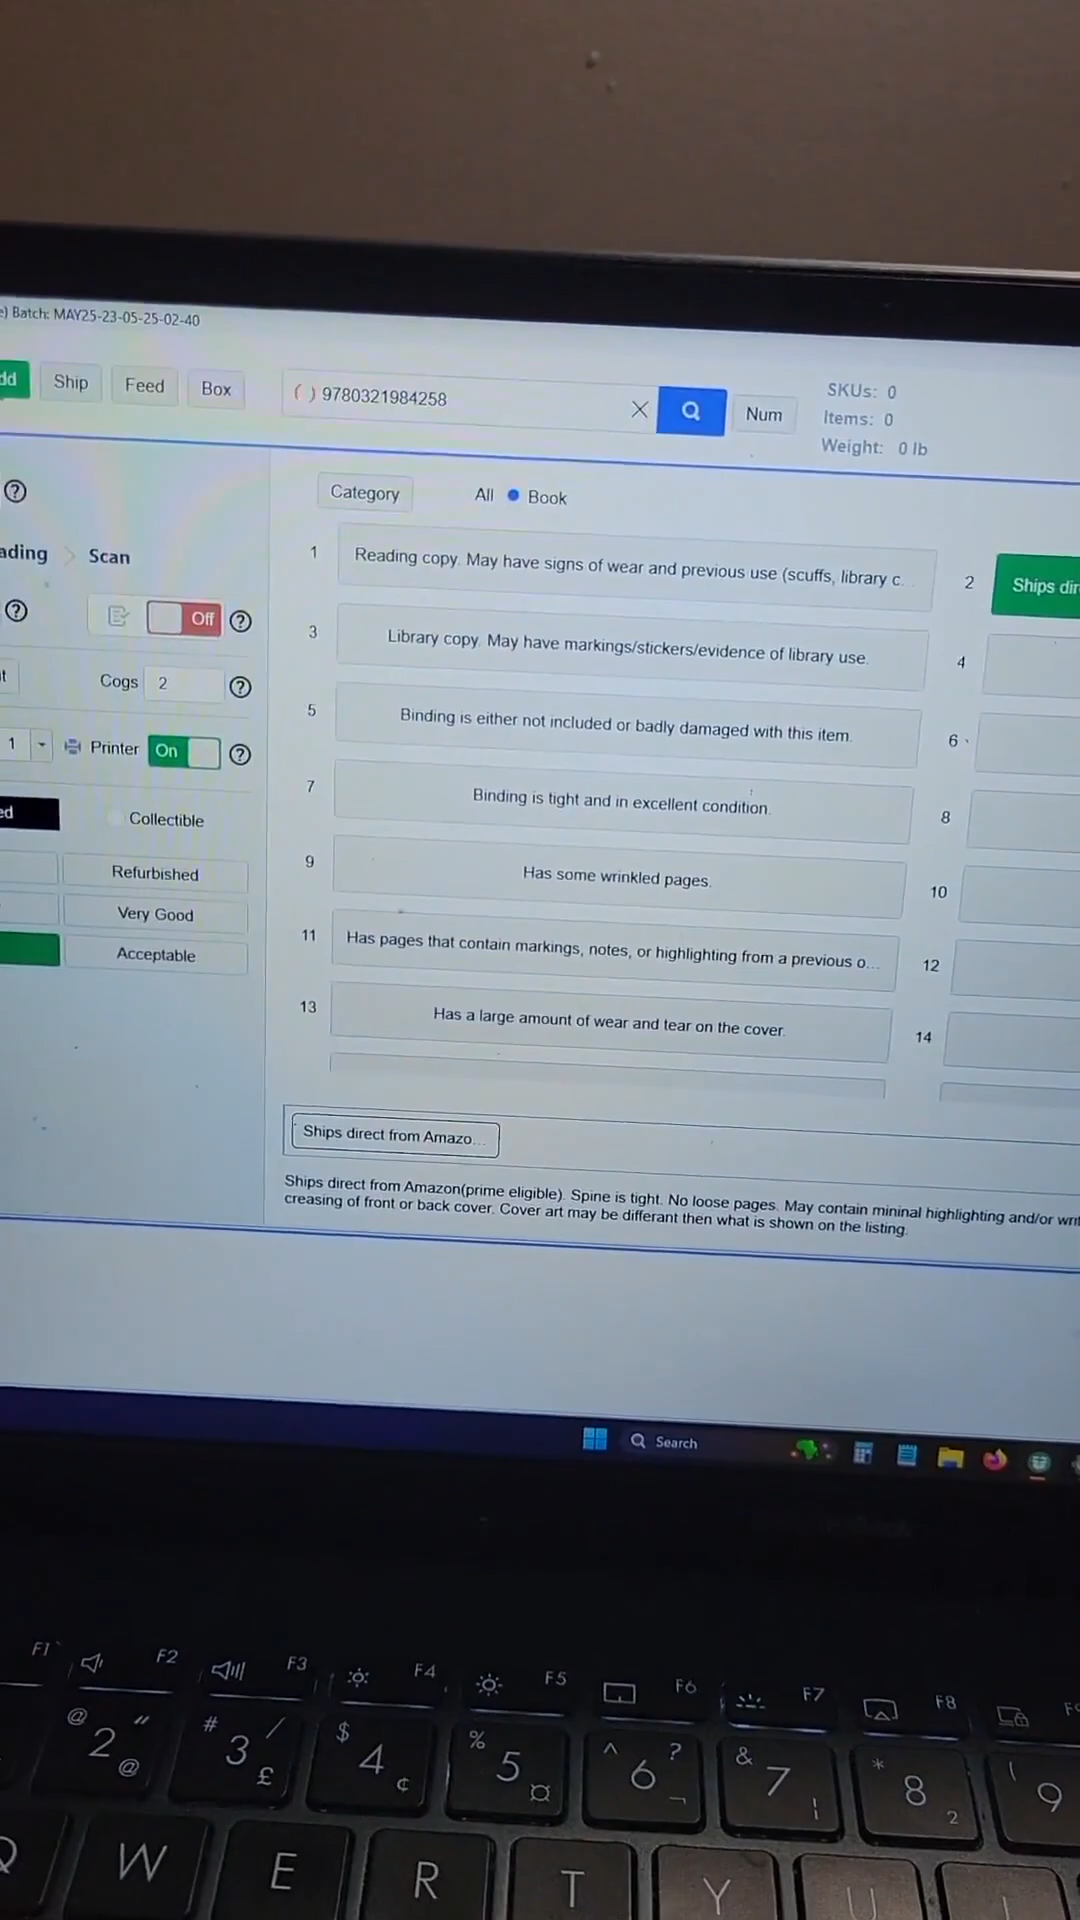 e) Batch: MAY25-23-05-25-02-40
dd Ship Feed Box ( ) 9780321984258 Num
SKUs: 0
Items: 0
Weight: 0 lb
Category All Book
ading Scan
1 Reading copy. May have signs of wear and previous use (scuffs, library c...
2 Ships dir
Off
3 Library copy. May have markings/stickers/evidence of library use.
4
t Cogs 2
5 Binding is either not included or badly damaged with this item.
6
1 Printer On
7 Binding is tight and in excellent condition.
8
ed Collectible
9 Has some wrinkled pages.
10
Refurbished
Very Good
11 Has pages that contain markings, notes, or highlighting from a previous o...
12
Acceptable
13 Has a large amount of wear and tear on the cover.
14
Ships direct from Amazo...
Ships direct from Amazon(prime eligible). Spine is tight. No loose pages. May contain mininal highlighting and/or writ
creasing of front or back cover. Cover art may be differant then what is shown on the listing.
Search
F1 F2 F3 F4 F5 F6 F7 F8 F9
@ 2 " @ # 3 / £ $ 4 ¢ % 5 ¤ ^ 6 ? ¬ & 7 ¦ * 8 2 ( 9
Q W E R T Y U I